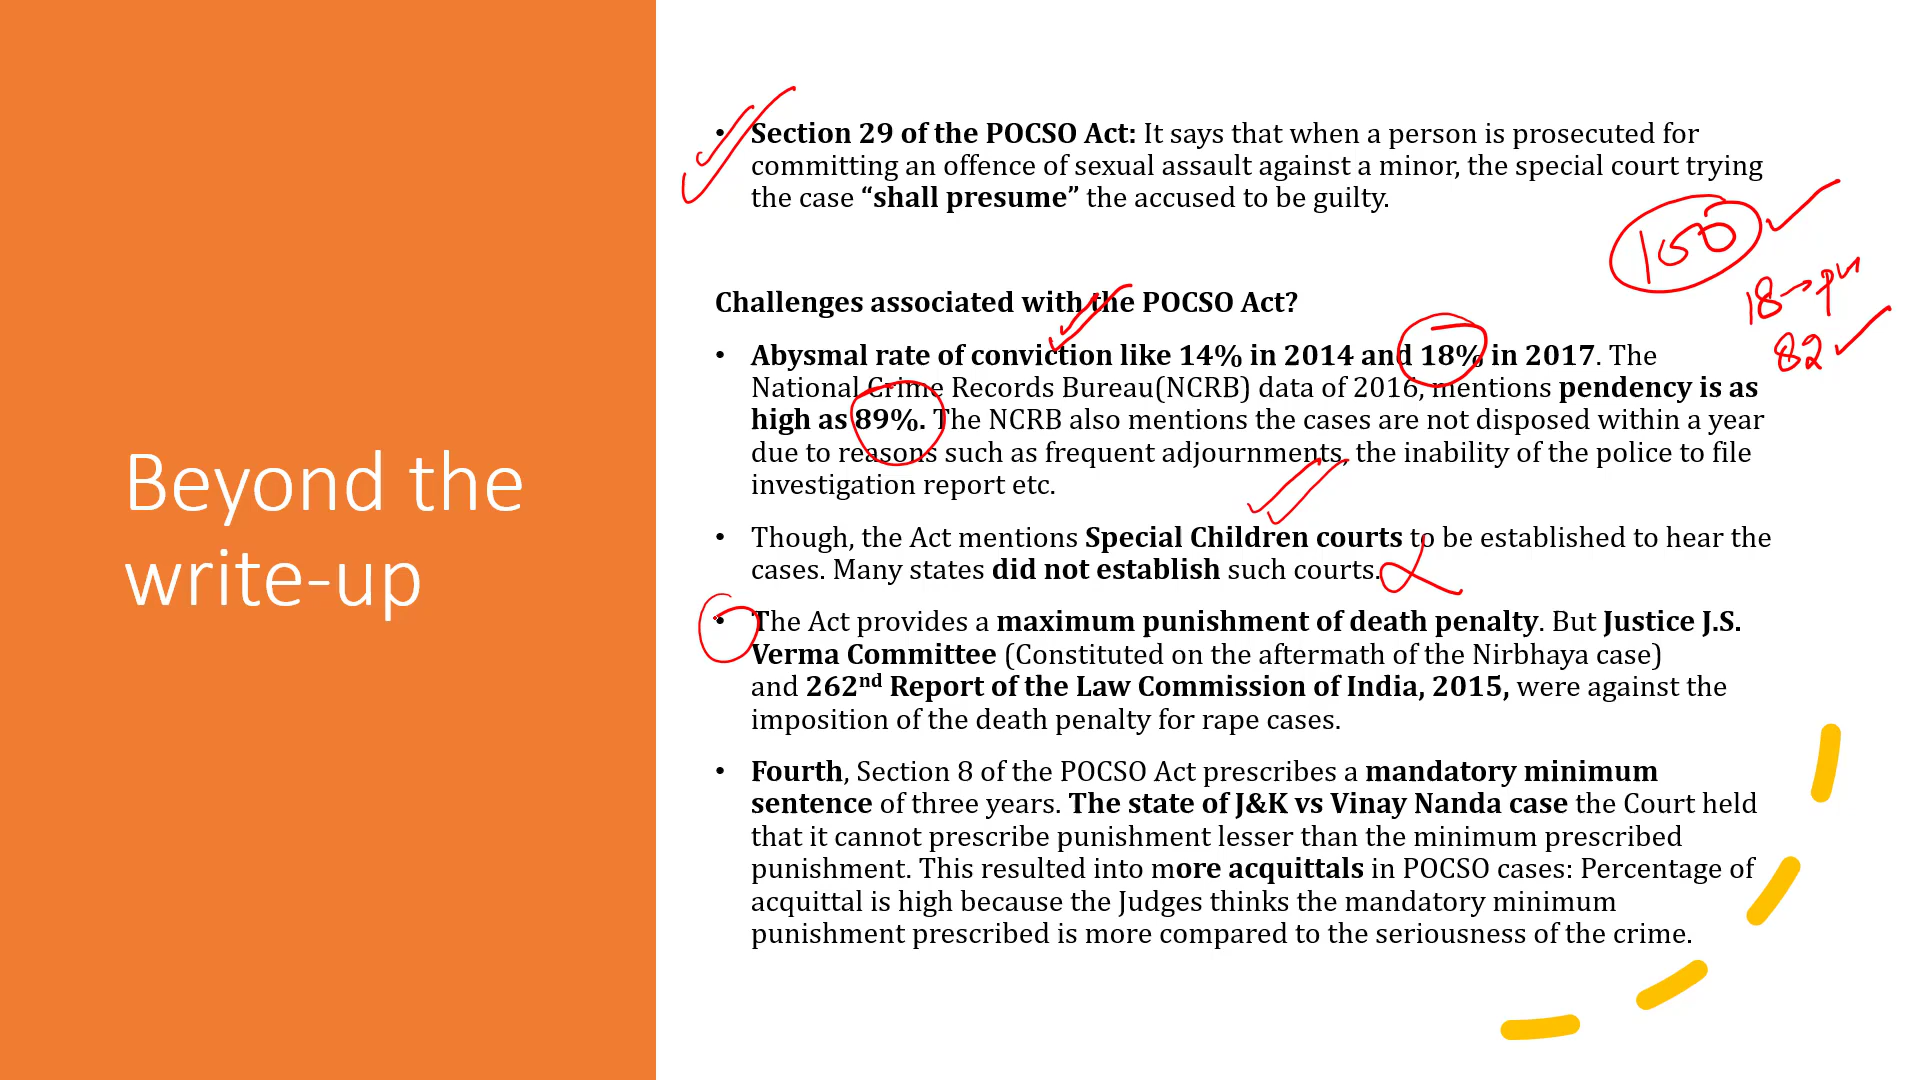 Beyond the
write-up
• Section 29 of the POCSO Act: It says that when a person is prosecuted for
committing an offence of sexual assault against a minor, the special court trying
the case “shall presume” the accused to be guilty.
100
18→
82
Challenges associated with the POCSO Act?
• Abysmal rate of conviction like 14% in 2014 and 18% in 2017. The
National Crime Records Bureau(NCRB) data of 2016, mentions pendency is as
high as 89%. The NCRB also mentions the cases are not disposed within a year
due to reasons such as frequent adjournments, the inability of the police to file
investigation report etc.
• Though, the Act mentions Special Children courts to be established to hear the
cases. Many states did not establish such courts.
• The Act provides a maximum punishment of death penalty. But Justice J.S.
Verma Committee (Constituted on the aftermath of the Nirbhaya case)
and 262nd Report of the Law Commission of India, 2015, were against the
imposition of the death penalty for rape cases.
• Fourth, Section 8 of the POCSO Act prescribes a mandatory minimum
sentence of three years. The state of J&K vs Vinay Nanda case the Court held
that it cannot prescribe punishment lesser than the minimum prescribed
punishment. This resulted into more acquittals in POCSO cases: Percentage of
acquittal is high because the Judges thinks the mandatory minimum
punishment prescribed is more compared to the seriousness of the crime.